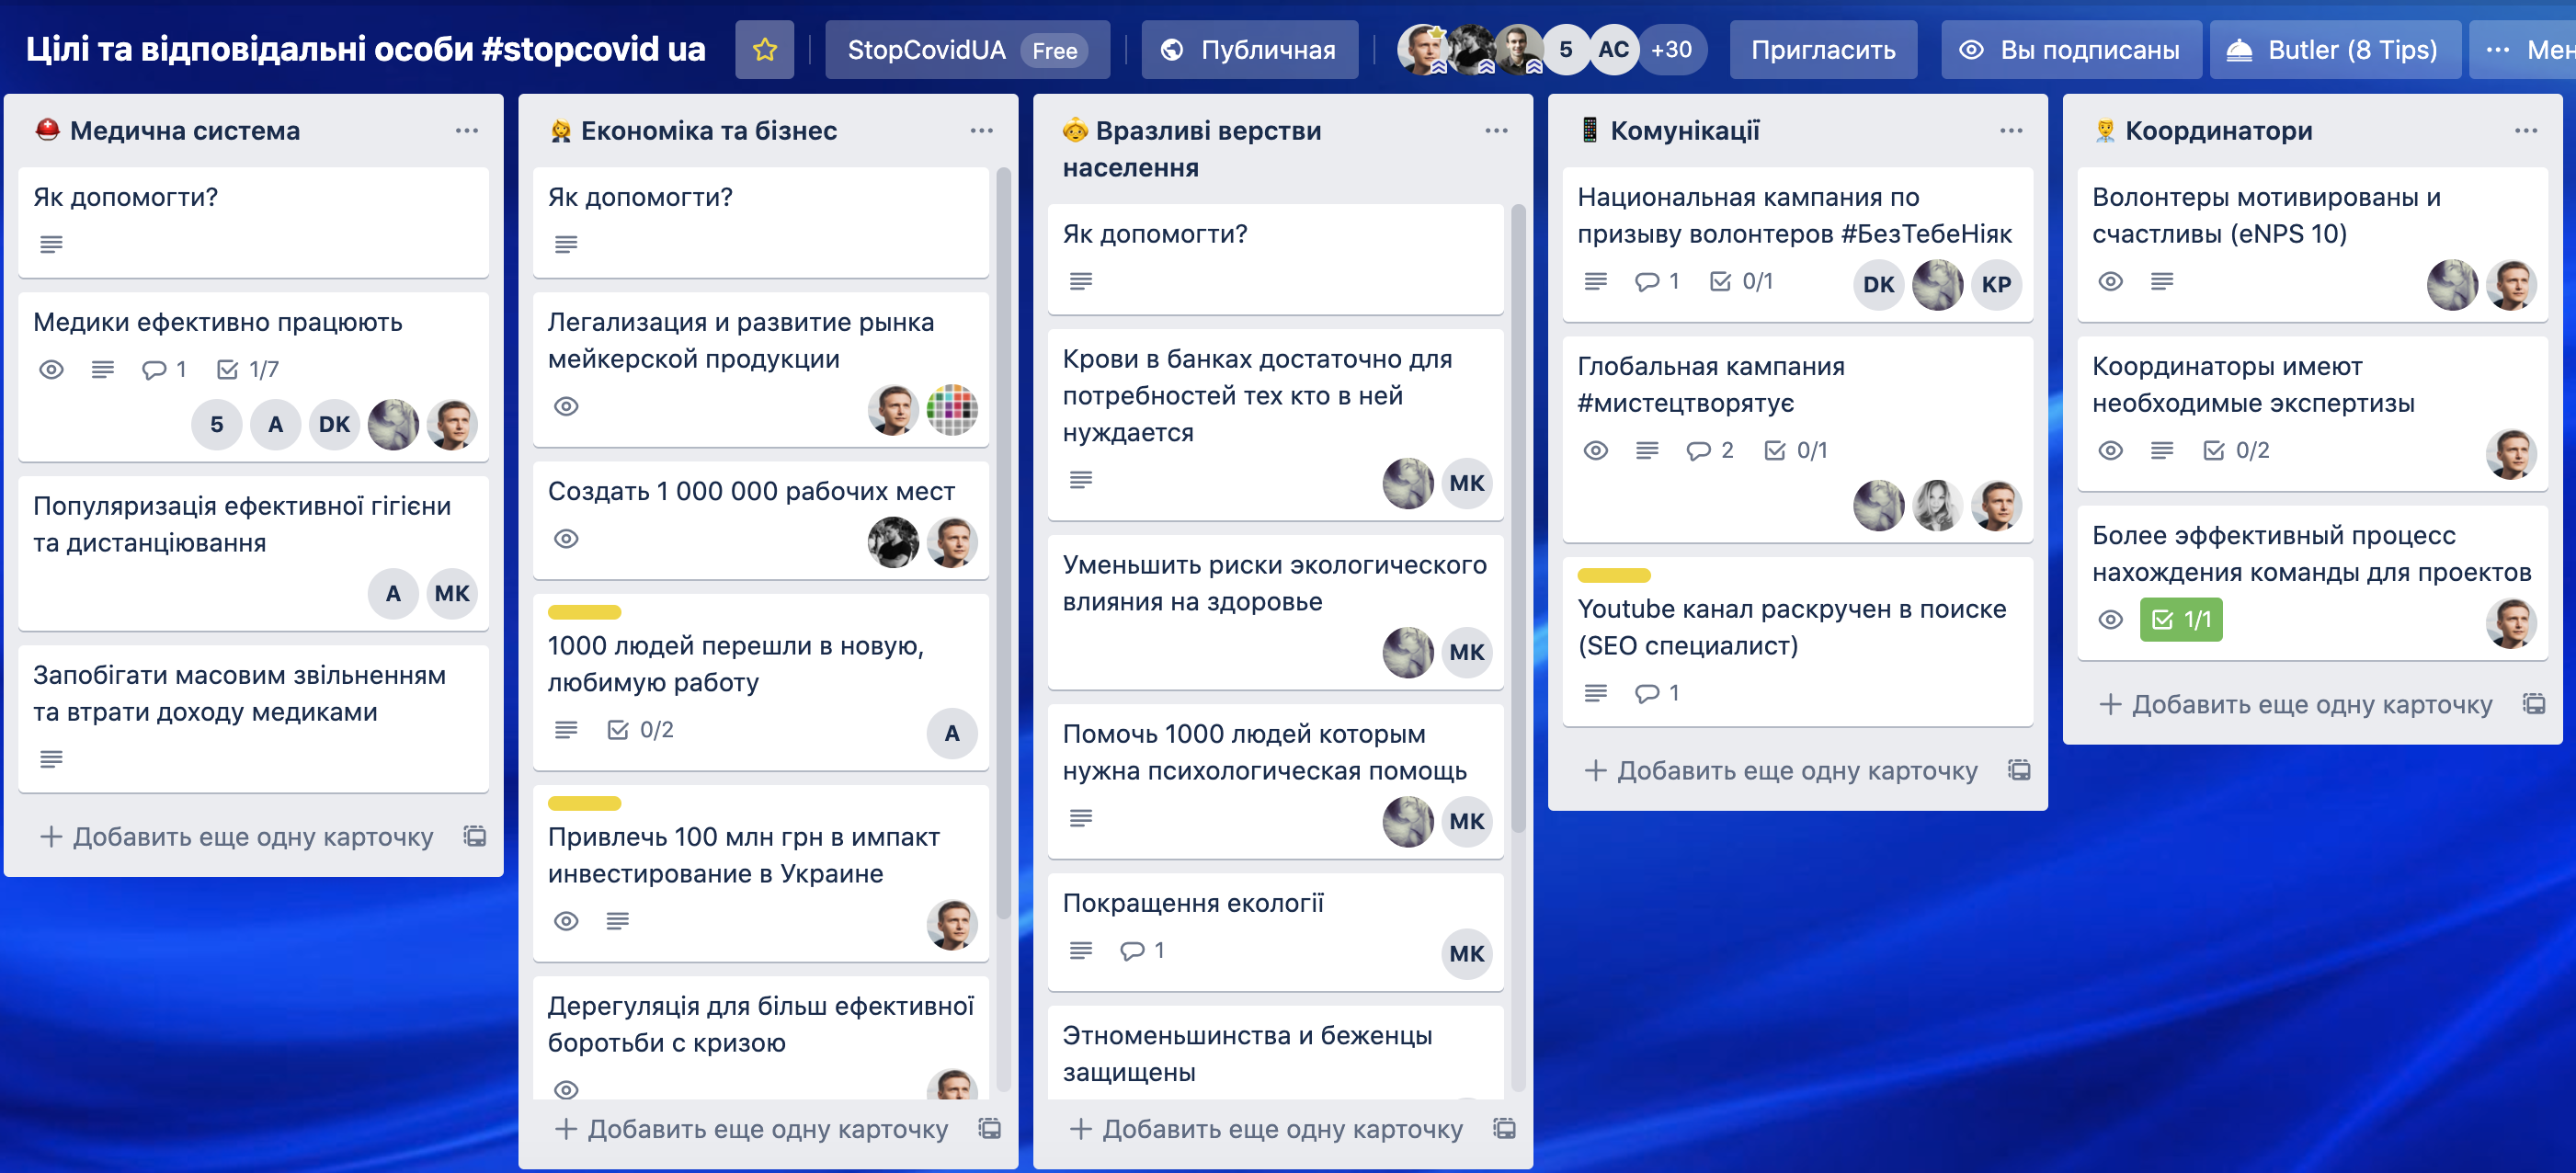 Цілі та відповідальні особи #stopcovid ua
StopCovidUA Free
Публичная
5
AC
+30
Пригласить
Вы подписаны
Butler (8 Tips)
Мен
Медична система
Як допомогти?
Медики ефективно працюють
1
1/7
5 A DK
Популяризація ефективної гігієни
та дистанціювання
A MK
Запобігати масовим звільненням
та втрати доходу медиками
Добавить еще одну карточку
Економіка та бізнес
Як допомогти?
Легализация и развитие рынка
мейкерской продукции
Создать 1 000 000 рабочих мест
1000 людей перешли в новую,
любимую работу
0/2
A
Привлечь 100 млн грн в импакт
инвестирование в Украине
Дерегуляція для більш ефективної
боротьби с кризою
Добавить еще одну карточку
Вразливі верстви
населення
Як допомогти?
Крови в банках достаточно для
потребностей тех кто в ней
нуждается
MK
Уменьшить риски экологического
влияния на здоровье
MK
Помочь 1000 людей которым
нужна психологическая помощь
MK
Покращення екології
1
MK
Этноменьшинства и беженцы
защищены
Добавить еще одну карточку
Комунікації
Национальная кампания по
призыву волонтеров #БезТебеНіяк
1
0/1
DK KP
Глобальная кампания
#мистецтворятує
2
0/1
Youtube канал раскручен в поиске
(SEO специалист)
1
Добавить еще одну карточку
Координатори
Волонтеры мотивированы и
счастливы (eNPS 10)
Координаторы имеют
необходимые экспертизы
0/2
Более эффективный процесс
нахождения команды для проектов
1/1
Добавить еще одну карточку